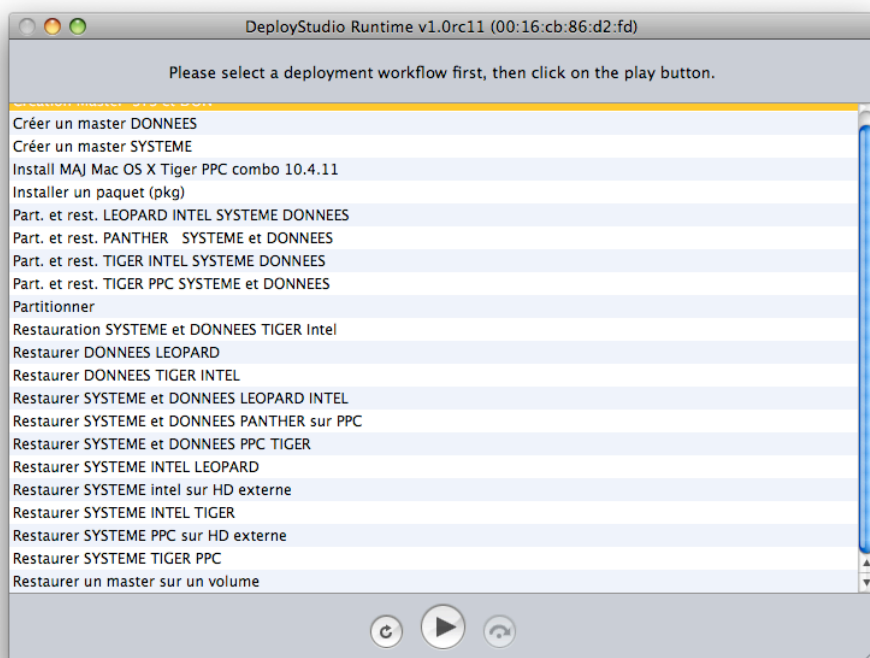 DeployStudio Runtime v1.0rc11 (00:16:cb:86:d2:fd)
Please select a deployment workflow first, then click on the play button.
Création Master SYS et DON
Créer un master DONNEES
Créer un master SYSTEME
Install MAJ Mac OS X Tiger PPC combo 10.4.11
Installer un paquet (pkg)
Part. et rest. LEOPARD INTEL SYSTEME DONNEES
Part. et rest. PANTHER   SYSTEME et DONNEES
Part. et rest. TIGER INTEL SYSTEME DONNEES
Part. et rest. TIGER PPC SYSTEME et DONNEES
Partitionner
Restauration SYSTEME et DONNEES TIGER Intel
Restaurer DONNEES LEOPARD
Restaurer DONNEES TIGER INTEL
Restaurer SYSTEME et DONNEES LEOPARD INTEL
Restaurer SYSTEME et DONNEES PANTHER sur PPC
Restaurer SYSTEME et DONNEES PPC TIGER
Restaurer SYSTEME INTEL LEOPARD
Restaurer SYSTEME intel sur HD externe
Restaurer SYSTEME INTEL TIGER
Restaurer SYSTEME PPC sur HD externe
Restaurer SYSTEME TIGER PPC
Restaurer un master sur un volume